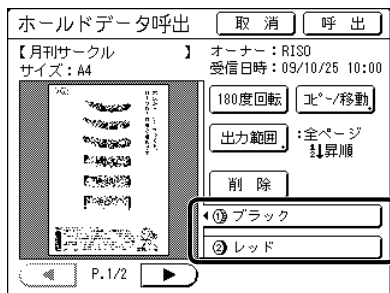 ホールドデータ呼出
取 消
呼 出
【月刊サークル 】
サイズ：A4
オーナー：RISO
受信日時：09/10/25 10:00
180度回転
コピｰ/移動
出力範囲
：全ページ
昇順
削 除
① ブラック
② レッド
P.1/2